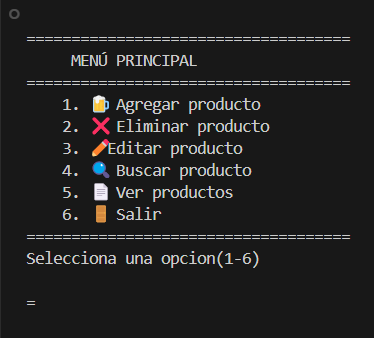 ====================================
MENÚ PRINCIPAL
====================================
1. 🍺 Agregar producto
2. ❌ Eliminar producto
3. ✏️Editar producto
4. 🔍 Buscar producto
5. 📄 Ver productos
6. 🚪 Salir
====================================
Selecciona una opcion(1-6)
=